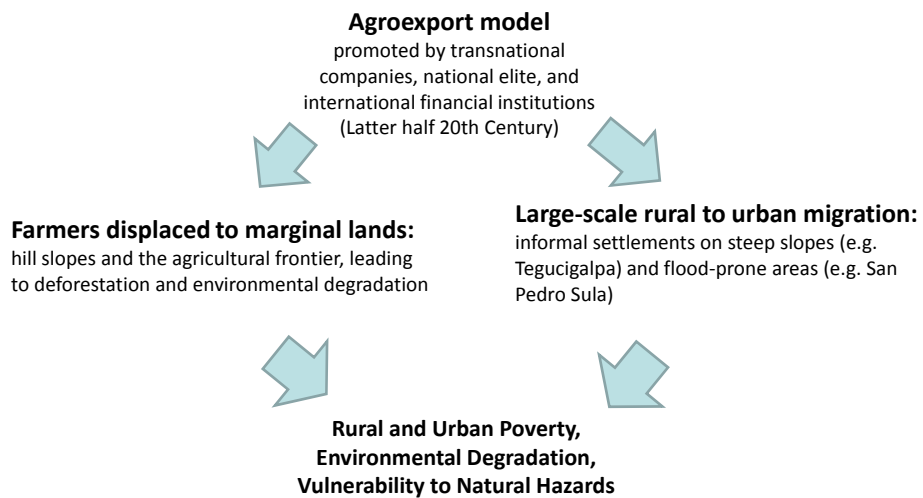 Agroexport model
promoted by transnational
companies, national elite, and
international financial institutions
(Latter half 20th Century)
Farmers displaced to marginal lands:
hill slopes and the agricultural frontier, leading
to deforestation and environmental degradation
Large-scale rural to urban migration:
informal settlements on steep slopes (e.g.
Tegucigalpa) and flood-prone areas (e.g. San
Pedro Sula)
Rural and Urban Poverty,
Environmental Degradation,
Vulnerability to Natural Hazards